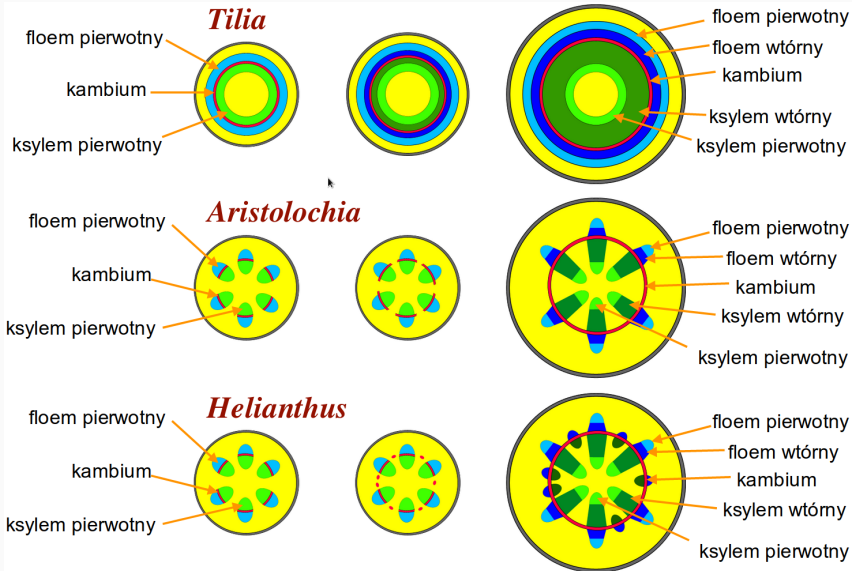 Tilia
floem pierwotny
kambium
ksylem pierwotny
floem pierwotny
floem wtórny
kambium
ksylem wtórny
ksylem pierwotny
Aristolochia
floem pierwotny
kambium
ksylem pierwotny
floem pierwotny
floem wtórny
kambium
ksylem wtórny
ksylem pierwotny
Helianthus
floem pierwotny
kambium
ksylem pierwotny
floem pierwotny
floem wtórny
kambium
ksylem wtórny
ksylem pierwotny